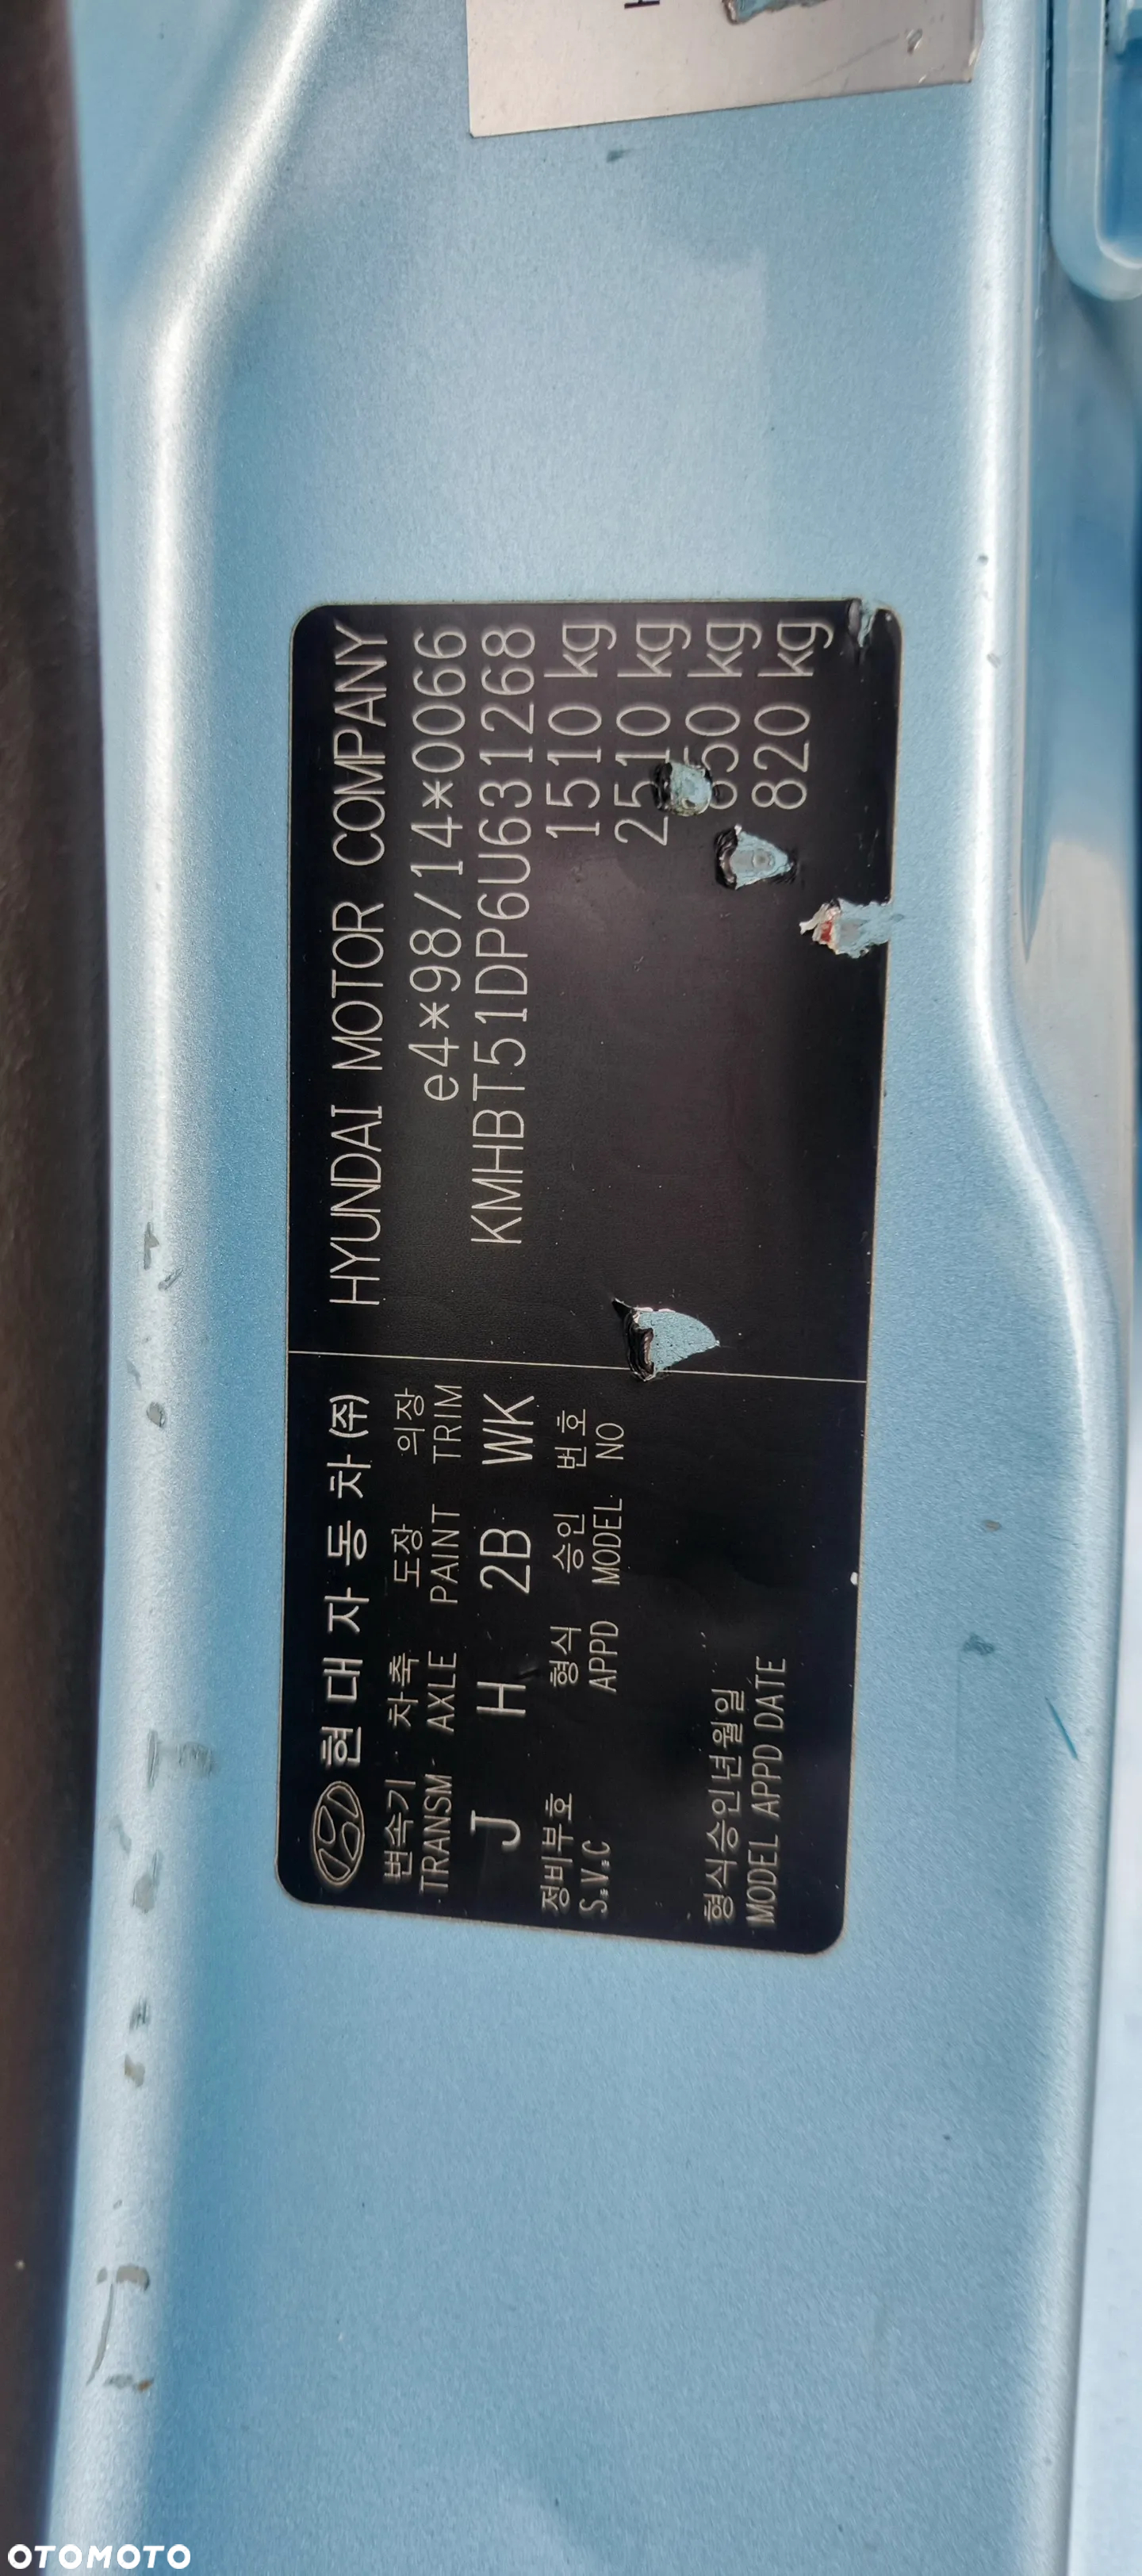 현대자동차(주)
변속기 차축 도장 의장
TRANSM AXLE PAINT TRIM
J H 2B WK
정비부호 형식 승인 번호
S.V.C APPD MODEL NO
형식승인년월일
MODEL APPD DATE
HYUNDAI MOTOR COMPANY
e4*98/14*0066
KMHBT51DP6U631268
1510 kg
2510 kg
kg
820 kg
OTOMOTO